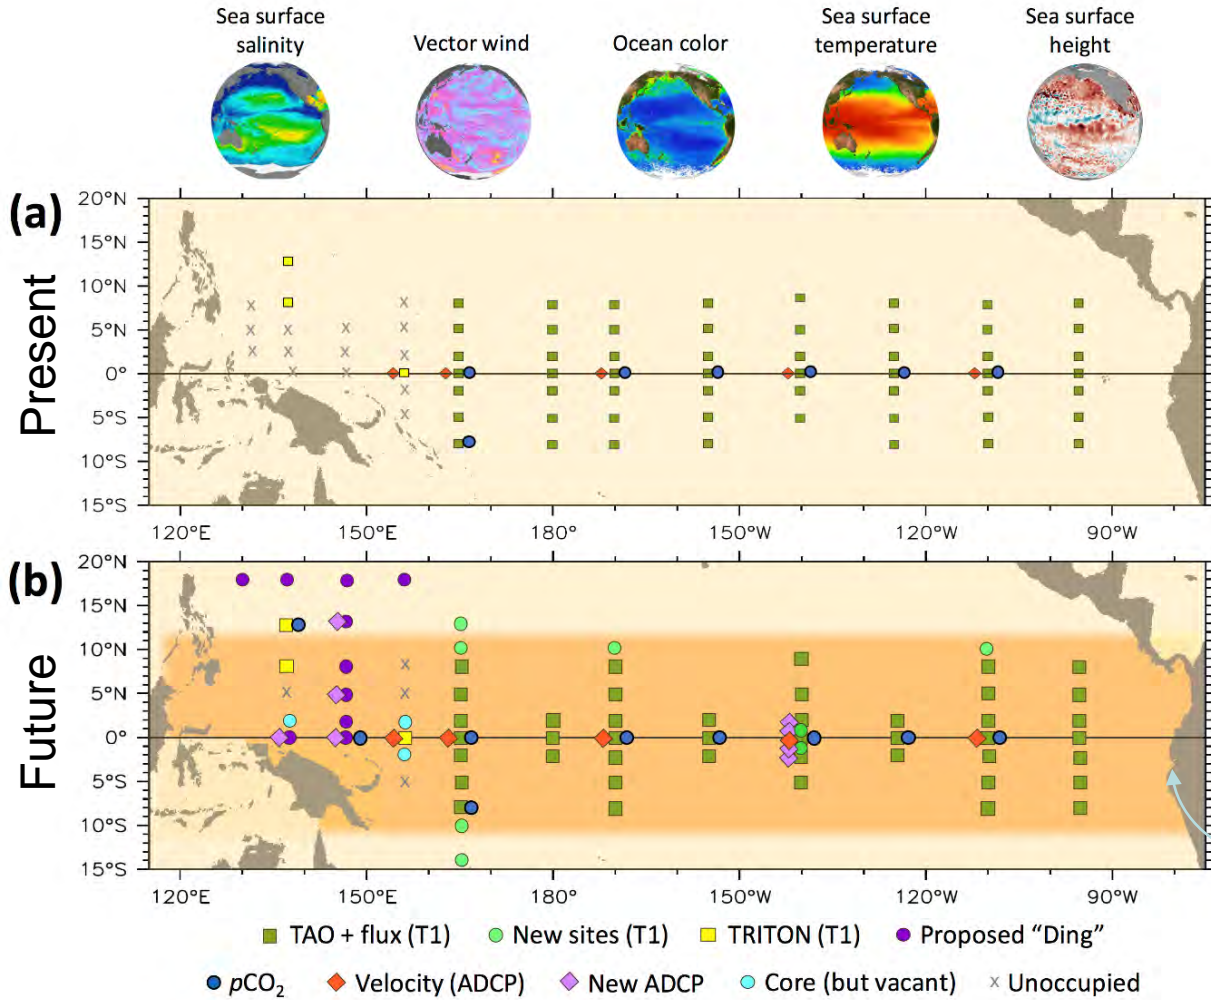 Sea surface salinity
Vector wind
Ocean color
Sea surface temperature
Sea surface height
(a)
Present
20°N
15°N
10°N
5°N
0°
5°S
10°S
15°S
120°E 150°E 180° 150°W 120°W 90°W
(b)
Future
20°N
15°N
10°N
5°N
0°
5°S
10°S
15°S
120°E 150°E 180° 150°W 120°W 90°W
TAO + flux (T1) New sites (T1) TRITON (T1) Proposed “Ding”
pCO₂ Velocity (ADCP) New ADCP Core (but vacant) x Unoccupied